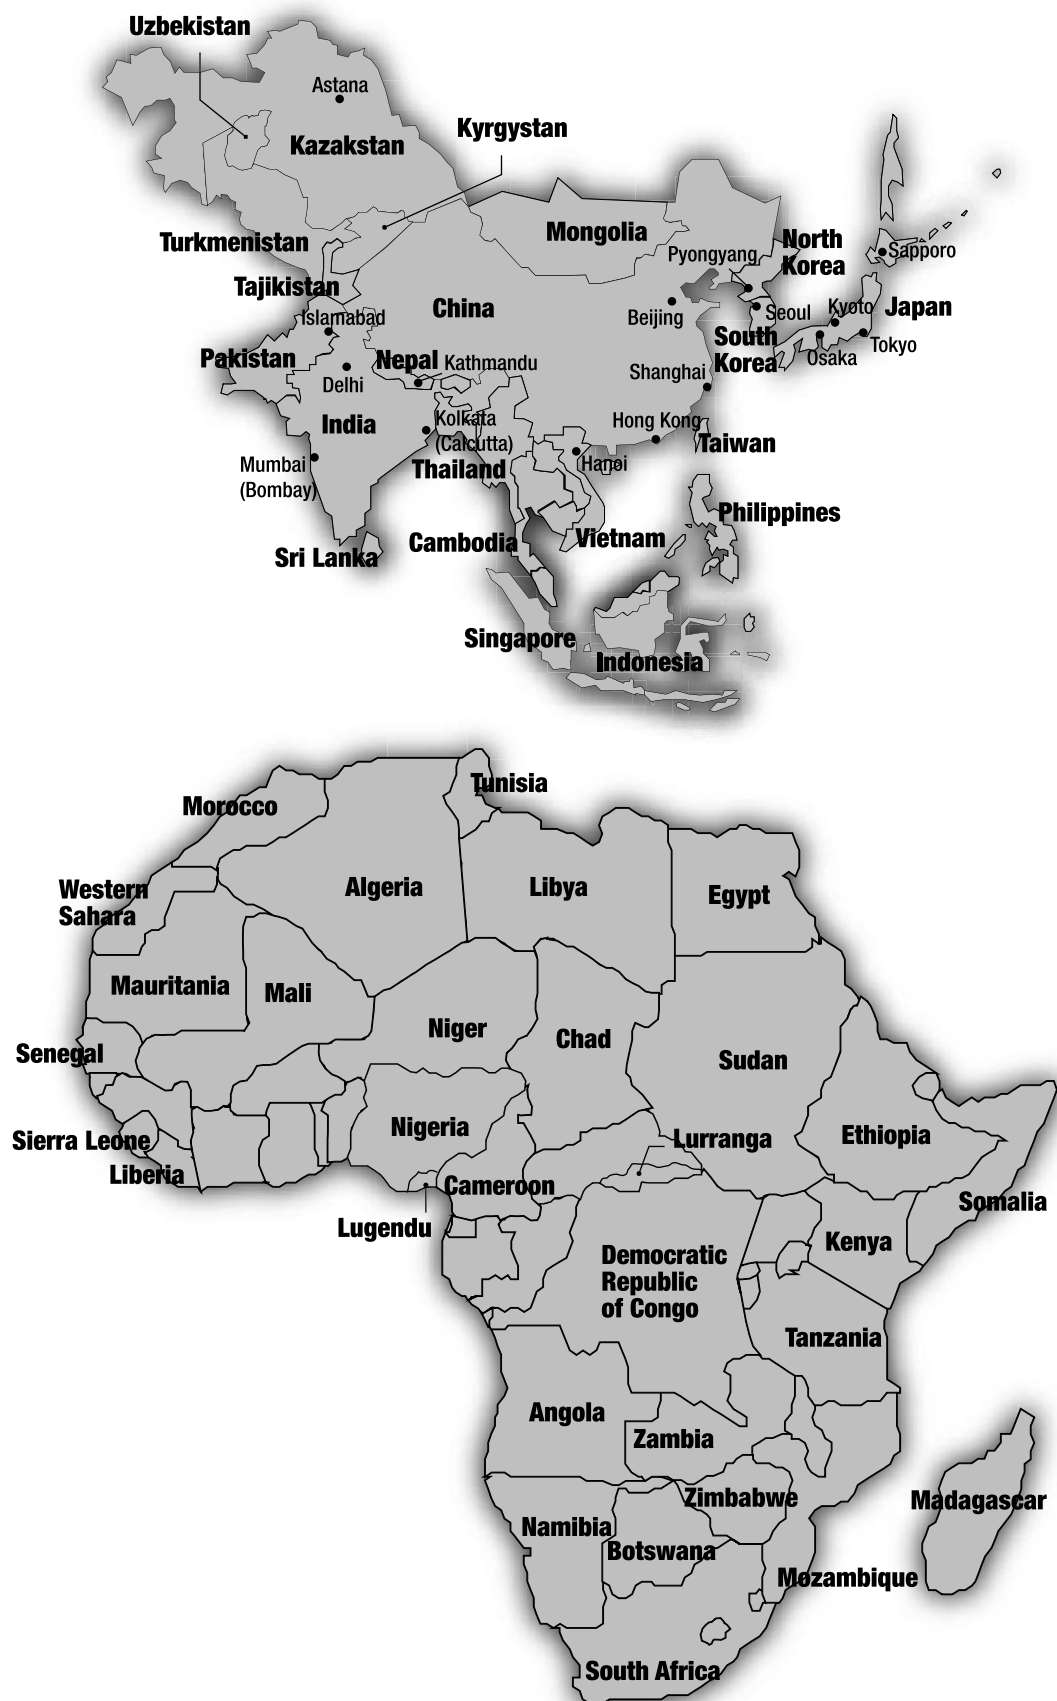 Uzbekistan
Astana
Kazakstan
Kyrgystan
Turkmenistan
Mongolia
North
Korea
Pyongyang
Sapporo
Tajikistan
China
Islamabad
Beijing
Seoul
Kyoto
Japan
Pakistan
Nepal
Kathmandu
South
Korea
Osaka
Tokyo
Delhi
Shanghai
India
Kolkata
(Calcutta)
Hong Kong
Taiwan
Mumbai
(Bombay)
Thailand
Hanoi
Philippines
Sri Lanka
Cambodia
Vietnam
Singapore
Indonesia
Tunisia
Morocco
Western
Sahara
Algeria
Libya
Egypt
Mauritania
Mali
Niger
Chad
Senegal
Sudan
Sierra Leone
Nigeria
Lurranga
Ethiopia
Liberia
Cameroon
Somalia
Lugendu
Kenya
Democratic
Republic
of Congo
Tanzania
Angola
Zambia
Zimbabwe
Madagascar
Namibia
Botswana
Mozambique
South Africa